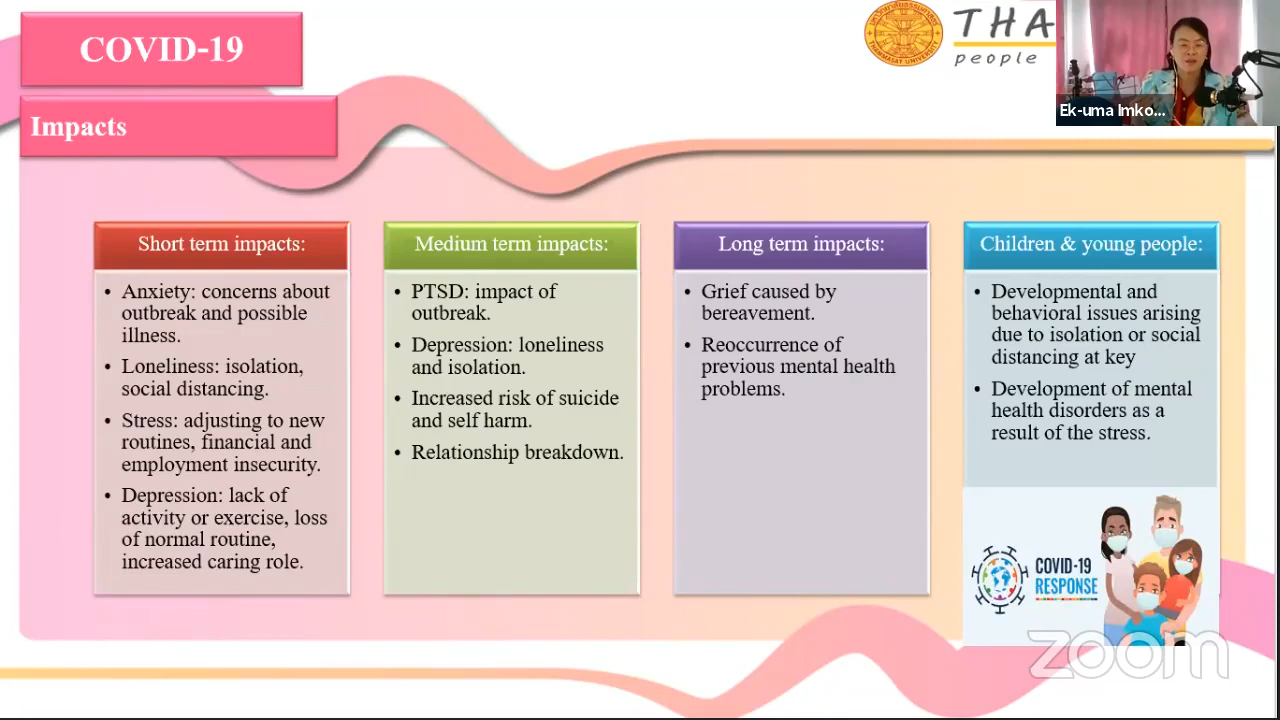 COVID-19
Impacts
THA
people
Ek-uma Imko...
Short term impacts:
• Anxiety: concerns about
outbreak and possible
illness.
• Loneliness: isolation,
social distancing.
• Stress: adjusting to new
routines, financial and
employment insecurity.
• Depression: lack of
activity or exercise, loss
of normal routine,
increased caring role.
Medium term impacts:
• PTSD: impact of
outbreak.
• Depression: loneliness
and isolation.
• Increased risk of suicide
and self harm.
• Relationship breakdown.
Long term impacts:
• Grief caused by
bereavement.
• Reoccurrence of
previous mental health
problems.
Children & young people:
• Developmental and
behavioral issues arising
due to isolation or social
distancing at key
• Development of mental
health disorders as a
result of the stress.
COVID-19
RESPONSE
zoom